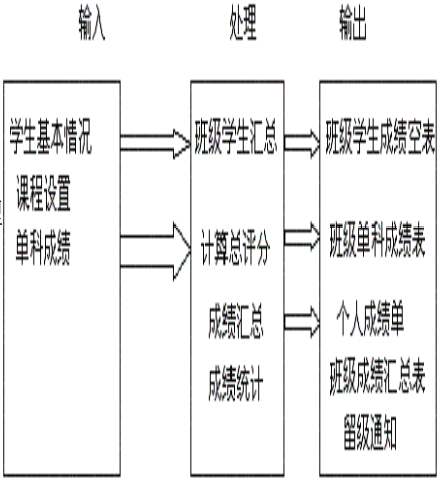 输入
处理
输出
学生基本情况
课程设置
单科成绩
班级学生汇总
计算总评分
成绩汇总
成绩统计
班级学生成绩空表
班级单科成绩表
个人成绩单
班级成绩汇总表
留级通知